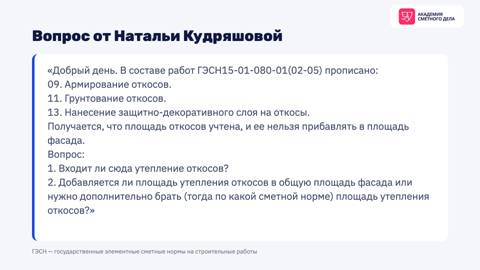 АКАДЕМИЯ
СМЕТНОГО ДЕЛА
Вопрос от Натальи Кудряшовой
«Добрый день. В составе работ ГЭСН15-01-080-01(02-05) прописано:
09. Армирование откосов.
11. Грунтование откосов.
13. Нанесение защитно-декоративного слоя на откосы.
Получается, что площадь откосов учтена, и ее нельзя прибавлять в площадь
фасада.
Вопрос:
1. Входит ли сюда утепление откосов?
2. Добавляется ли площадь утепления откосов в общую площадь фасада или
нужно дополнительно брать (тогда по какой сметной норме) площадь утепления
откосов?»
ГЭСН – государственные элементные сметные нормы на строительные работы